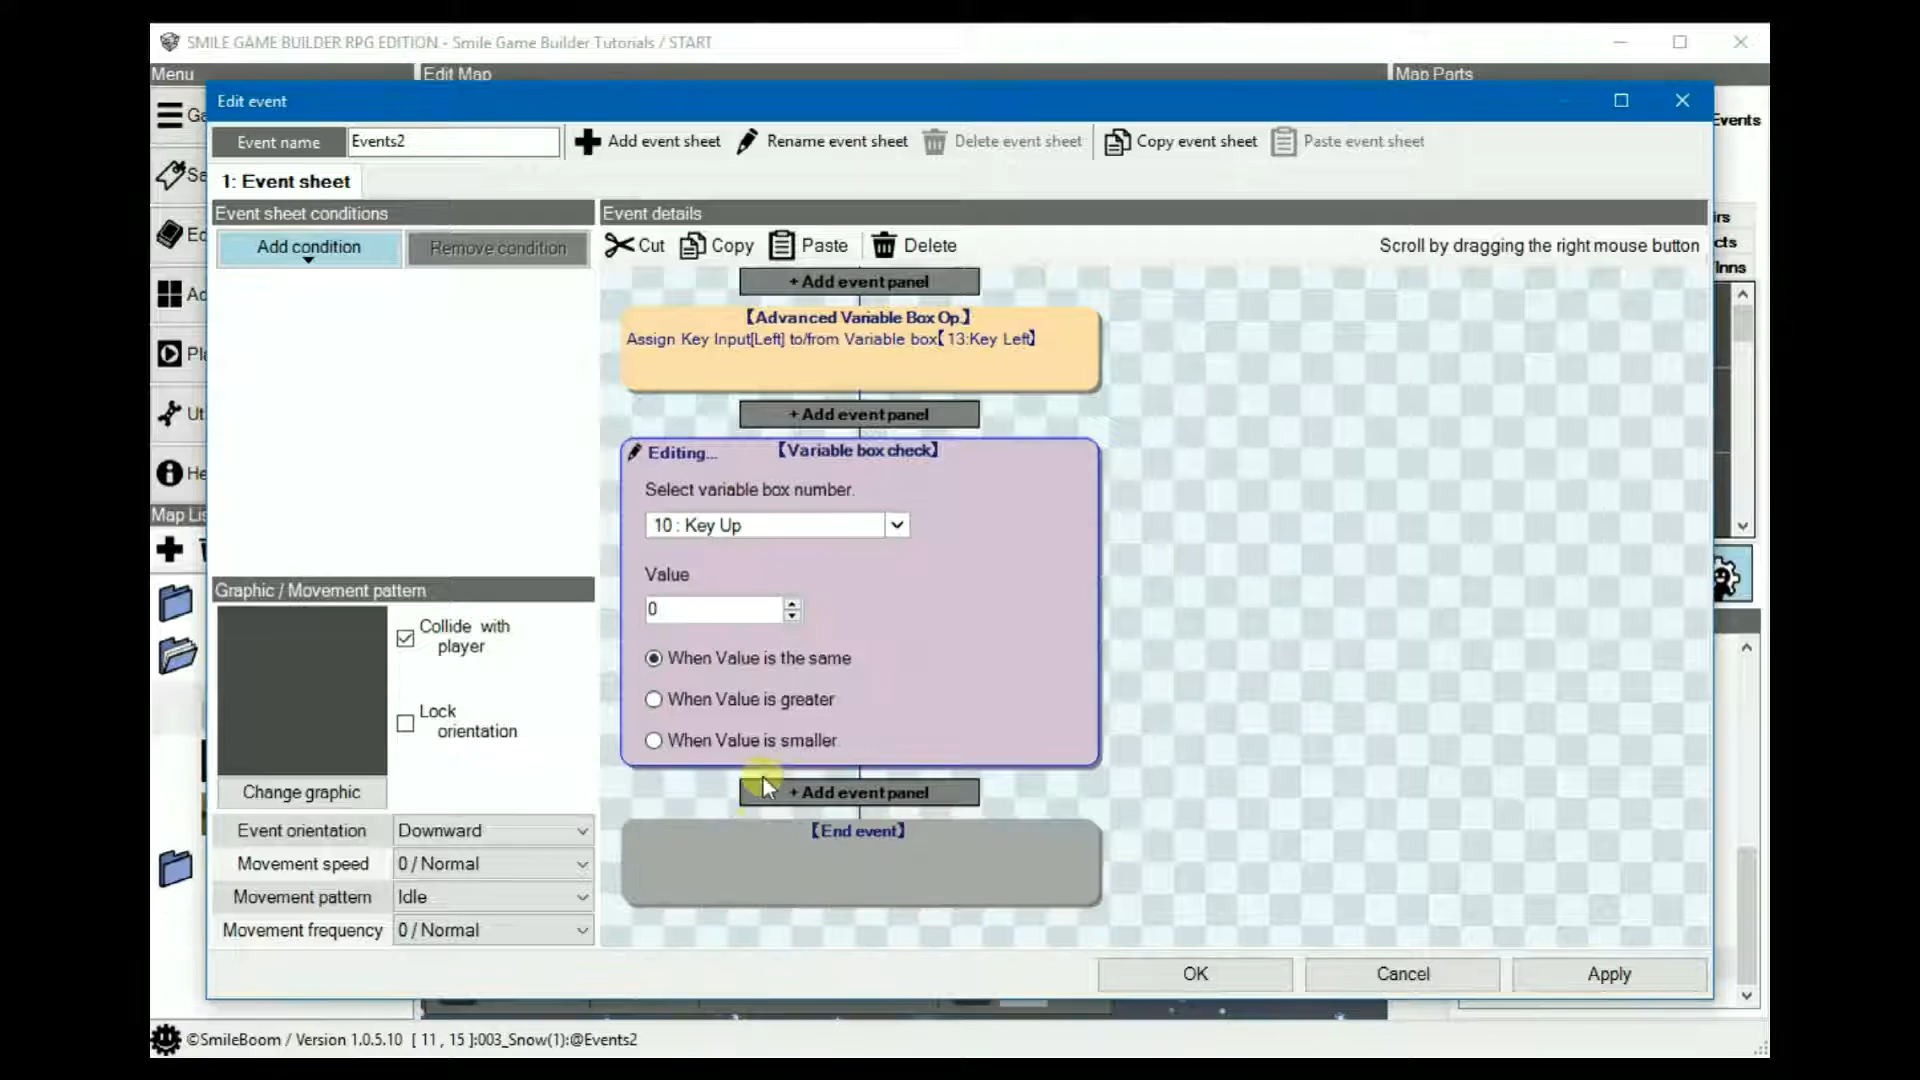 SMILE GAME BUILDER RPG EDITION - Smile Game Builder Tutorials / START
Menu
Edit Map
Map Parts
Edit event
Event name
Events2
Add event sheet
Rename event sheet
Delete event sheet
Copy event sheet
Paste event sheet
Events
1: Event sheet
Event sheet conditions
Event details
Add condition
Remove condition
Cut
Copy
Paste
Delete
Scroll by dragging the right mouse button
+ Add event panel
【Advanced Variable Box Op.】
Assign Key Input[Left] to/from Variable box【13:Key Left】
+ Add event panel
Editing...
【Variable box check】
Select variable box number.
10 : Key Up
Value
0
When Value is the same
When Value is greater
When Value is smaller
+ Add event panel
【End event】
Graphic / Movement pattern
Collide with
player
Lock
orientation
Change graphic
Event orientation
Downward
Movement speed
0 / Normal
Movement pattern
Idle
Movement frequency
0 / Normal
OK
Cancel
Apply
©SmileBoom / Version 1.0.5.10 [ 11 , 15 ]:003_Snow(1):@Events2